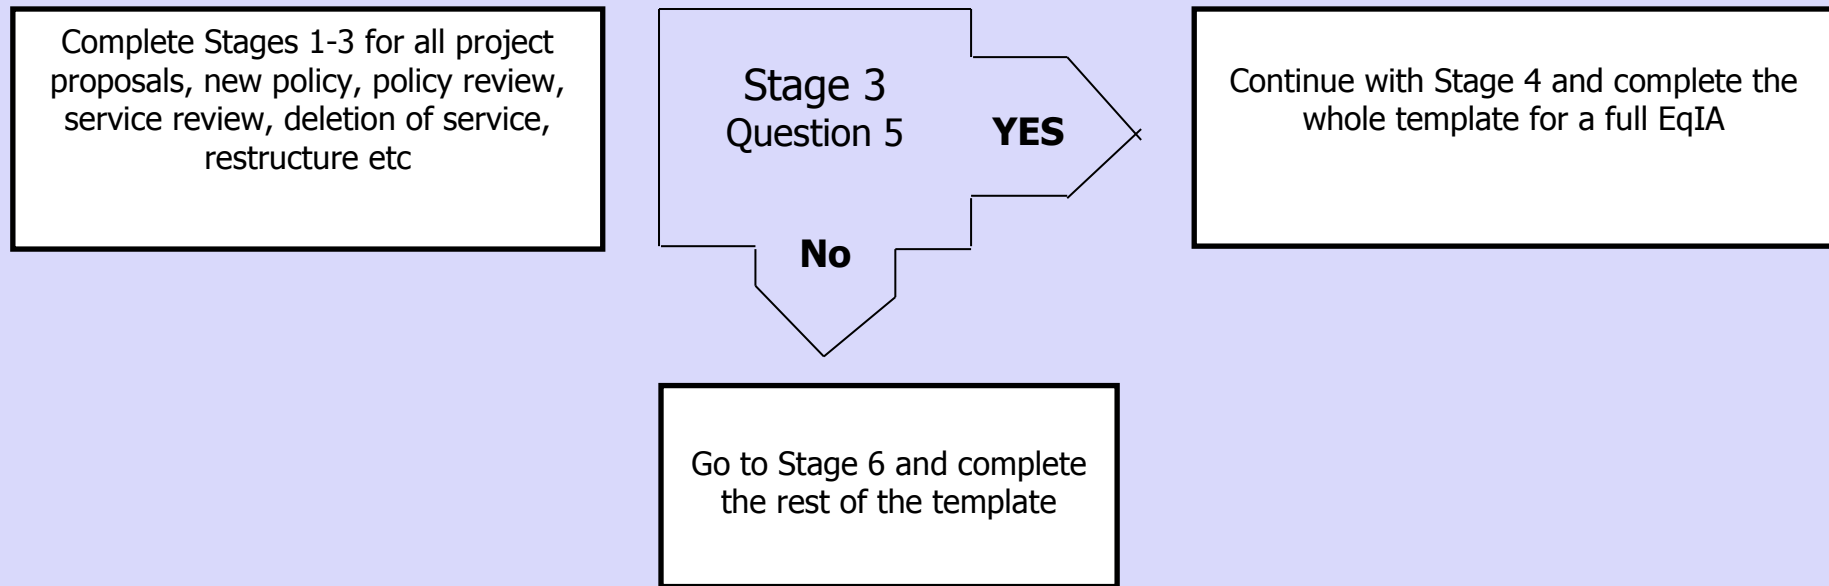 Complete Stages 1-3 for all project
proposals, new policy, policy review,
service review, deletion of service,
restructure etc
Stage 3
Question 5
YES
No
Continue with Stage 4 and complete the
whole template for a full EqIA
Go to Stage 6 and complete
the rest of the template